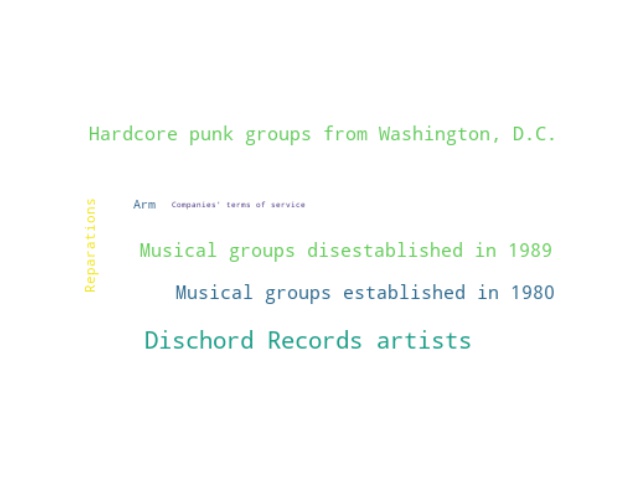 Hardcore punk groups from Washington, D.C.
Reparations
Arm
Companies' terms of service
Musical groups disestablished in 1989
Musical groups established in 1980
Dischord Records artists